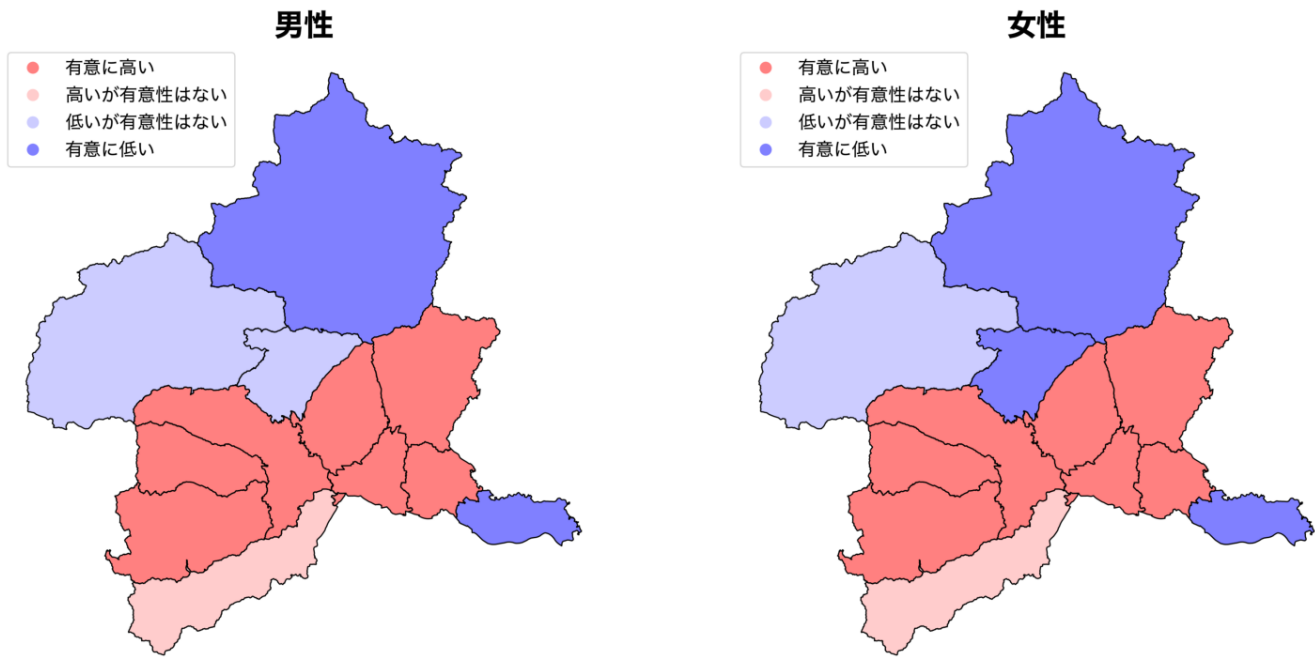 男性
有意に高い
高いが有意性はない
低いが有意性はない
有意に低い
女性
有意に高い
高いが有意性はない
低いが有意性はない
有意に低い